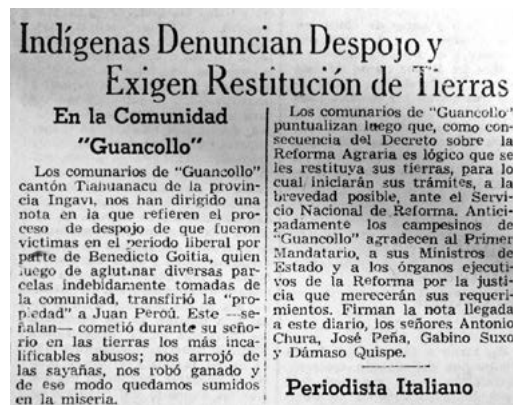 Indígenas Denuncian Despojo y
Exigen Restitución de Tierras
En la Comunidad
"Guancollo"
Los comunarios de "Guancollo"
cantón Tiahuanacu de la provin-
cia Ingavi, nos han dirigido una
nota en la que refieren el pro-
ceso de despojo de que fueron
víctimas en el período liberal por
parte de Benedicto Goitia, quien
luego de aglutinar diversas par-
celas indebidamente tomadas de
la comunidad, transfirió la "pro-
piedad" a Juan Peroú. Este —se-
ñalan— cometió durante su seño-
río en las tierras los más inca-
lificables abusos; nos arrojó de
las sayañas, nos robó ganado y
de ese modo quedamos sumidos
en la miseria.
Los comunarios de "Guancollo"
puntualizan luego que, como con-
secuencia del Decreto sobre la
Reforma Agraria es lógico que se
les restituya sus tierras, para lo
cual iniciarán sus trámites, a la
brevedad posible, ante el Servi-
cio Nacional de Reforma. Antici-
padamente los campesinos de
"Guancollo" agradecen al Primer
Mandatario, a sus Ministros de
Estado y a los órganos ejecuti-
vos de la Reforma por la justi-
cia que merecerán sus requeri-
mientos. Firman la nota llegada
a este diario, los señores Antonio
Chura, José Peña, Gabino Suxo
y Dámaso Quispe.
Periodista Italiano